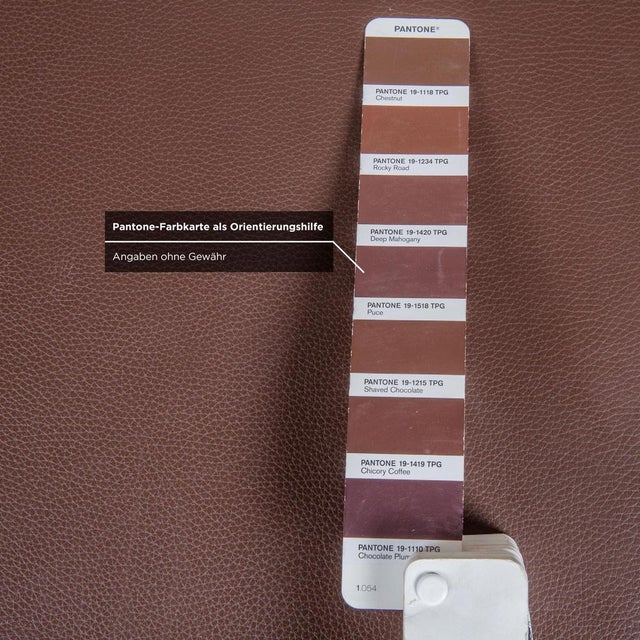 PANTONE®
PANTONE 19-1118 TPG
Chestnut
PANTONE 19-1234 TPG
Rocky Road
PANTONE 19-1420 TPG
Deep Mahogany
Pantone-Farbkarte als Orientierungshilfe
Angaben ohne Gewähr
PANTONE 19-1518 TPG
Puce
PANTONE 19-1215 TPG
Shaved Chocolate
PANTONE 19-1419 TPG
Chicory Coffee
PANTONE 19-1110 TPG
Chocolate Plum
1.054